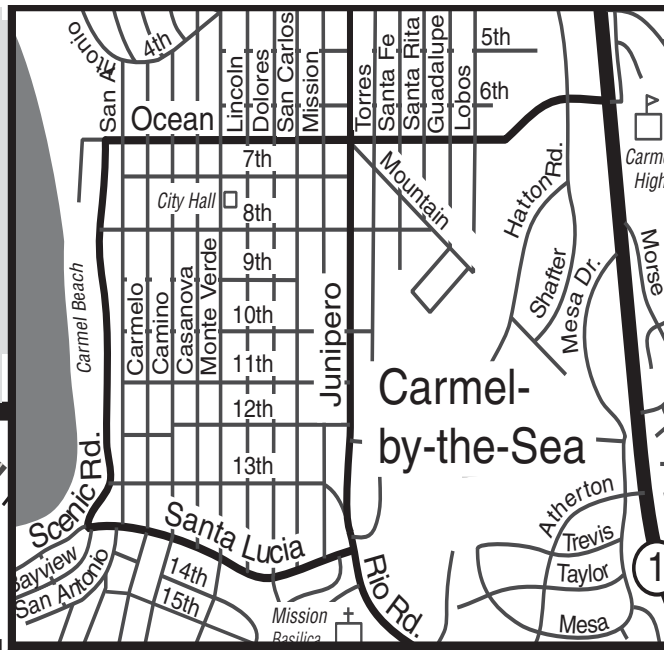 San Antonio
4th
Lincoln
Dolores
San Carlos
Mission
Torres
Santa Fe
Santa Rita
Guadalupe
Lobos
5th
6th
Ocean
7th
City Hall
8th
Mountain
Hatton Rd.
Shafter
Mesa Dr.
Morse
Carme
High
Carmel Beach
9th
Carmelo
Camino
Casanova
Monte Verde
10th
Junipero
11th
12th
13th
Carmel-
by-the-Sea
Scenic Rd.
Santa Lucia
Bayview
San Antonio
14th
15th
Rio Rd.
Mission
Basilica
Atherton
Trevis
Taylor
Mesa
1